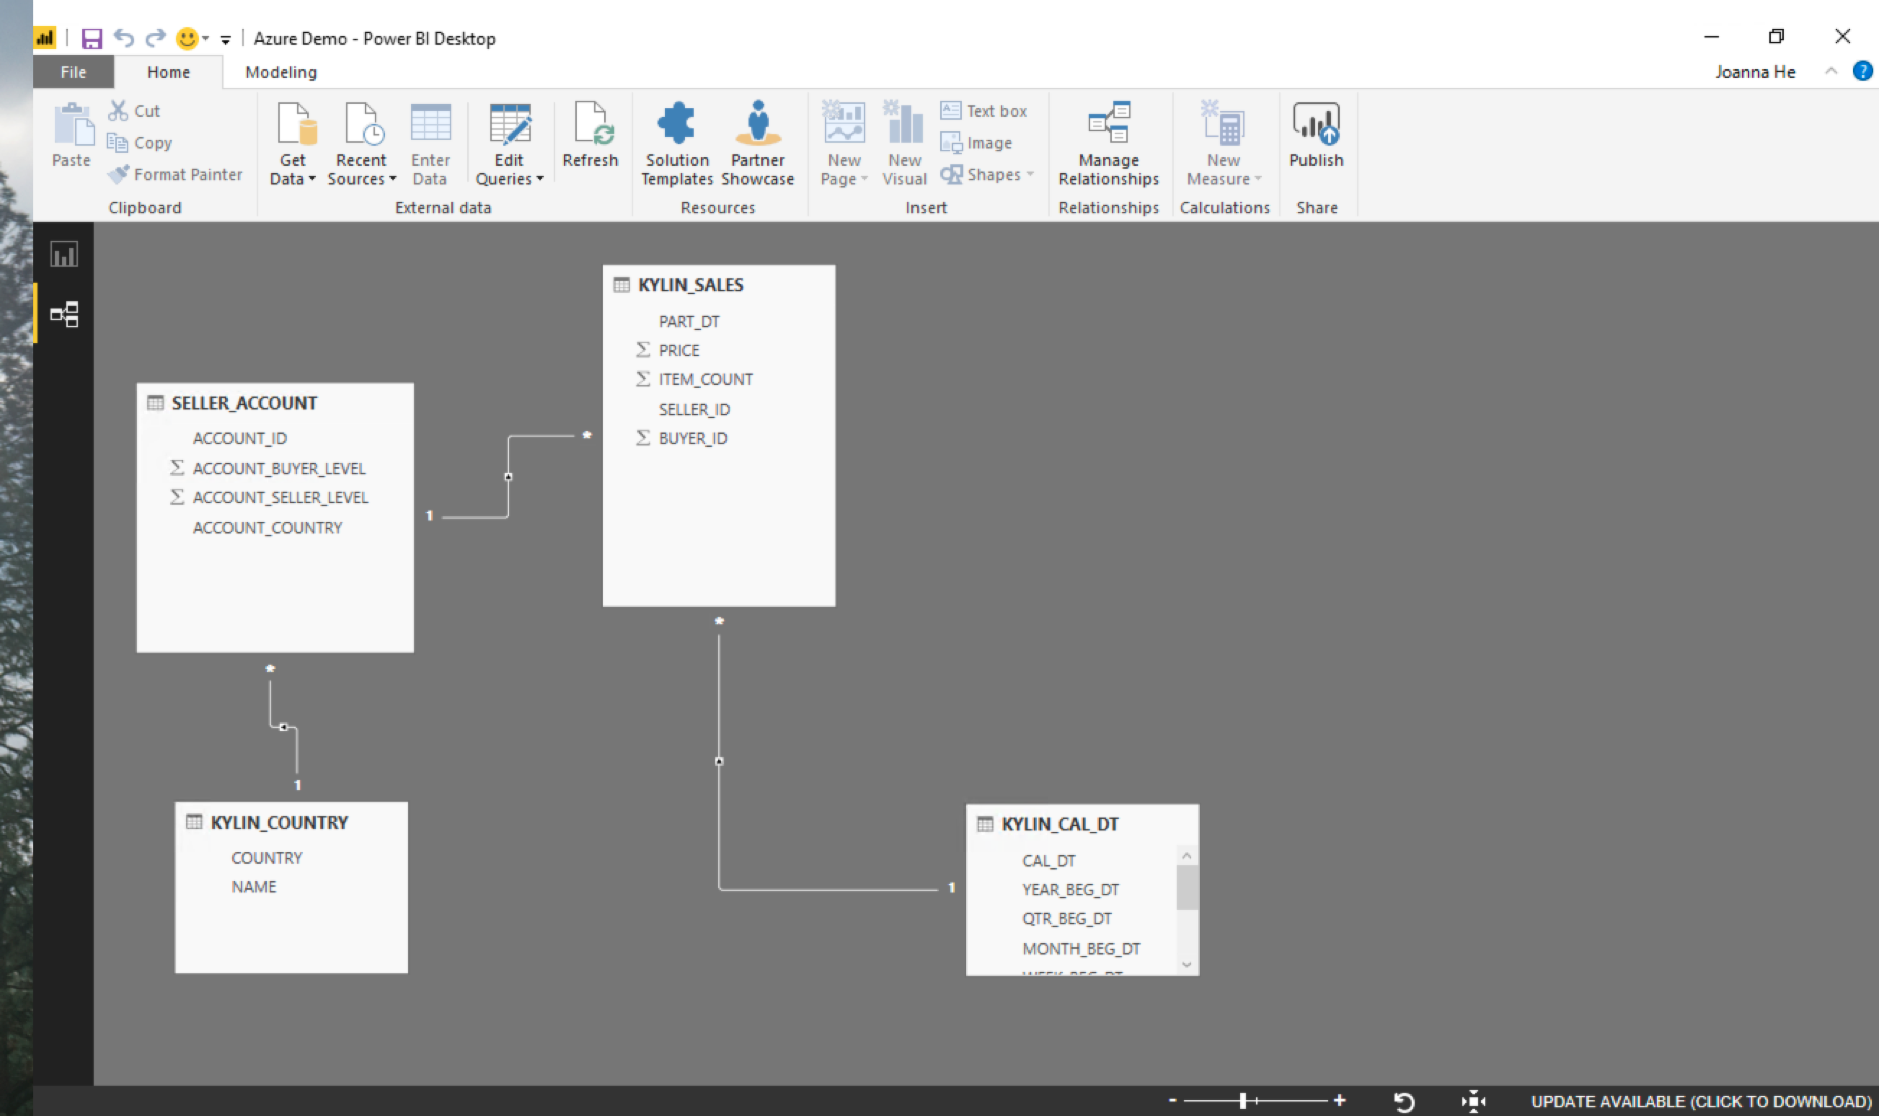 Azure Demo - Power BI Desktop
File Home Modeling Joanna He ?
Paste
Cut
Copy
Format Painter
Clipboard
Get Data
Recent Sources
Enter Data
Edit Queries
Refresh
External data
Solution Templates
Partner Showcase
Resources
New Page
New Visual
Text box
Image
Shapes
Insert
Manage Relationships
Relationships
New Measure
Calculations
Publish
Share
KYLIN_SALES
PART_DT
Σ PRICE
Σ ITEM_COUNT
SELLER_ID
Σ BUYER_ID
SELLER_ACCOUNT
ACCOUNT_ID
Σ ACCOUNT_BUYER_LEVEL
Σ ACCOUNT_SELLER_LEVEL
ACCOUNT_COUNTRY
*
1
*
*
1
1
KYLIN_COUNTRY
COUNTRY
NAME
KYLIN_CAL_DT
CAL_DT
YEAR_BEG_DT
QTR_BEG_DT
MONTH_BEG_DT
WEEK_BEG_DT
- + UPDATE AVAILABLE (CLICK TO DOWNLOAD)